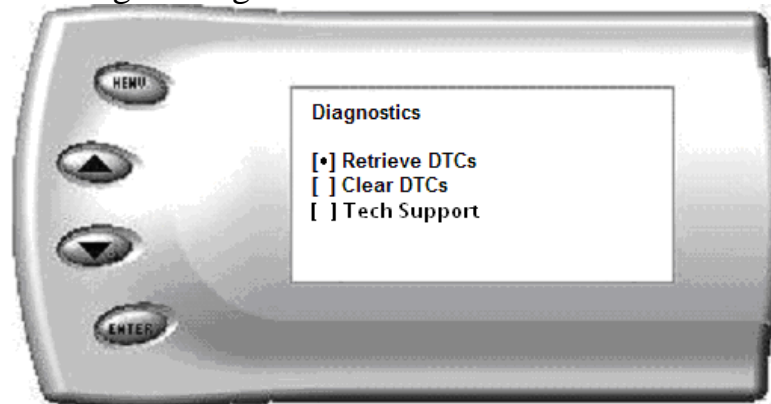 MENU
Diagnostics
[•] Retrieve DTCs
[ ] Clear DTCs
[ ] Tech Support
ENTER